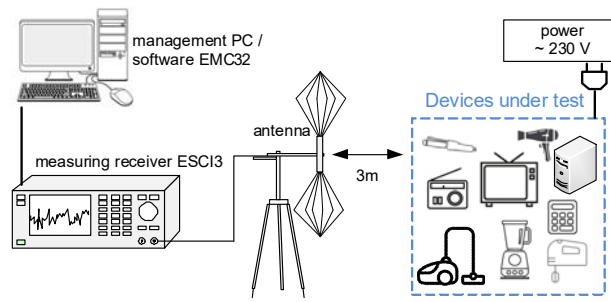 management PC /
software EMC32
power
~ 230 V
Devices under test
antenna
measuring receiver ESCI3
3m